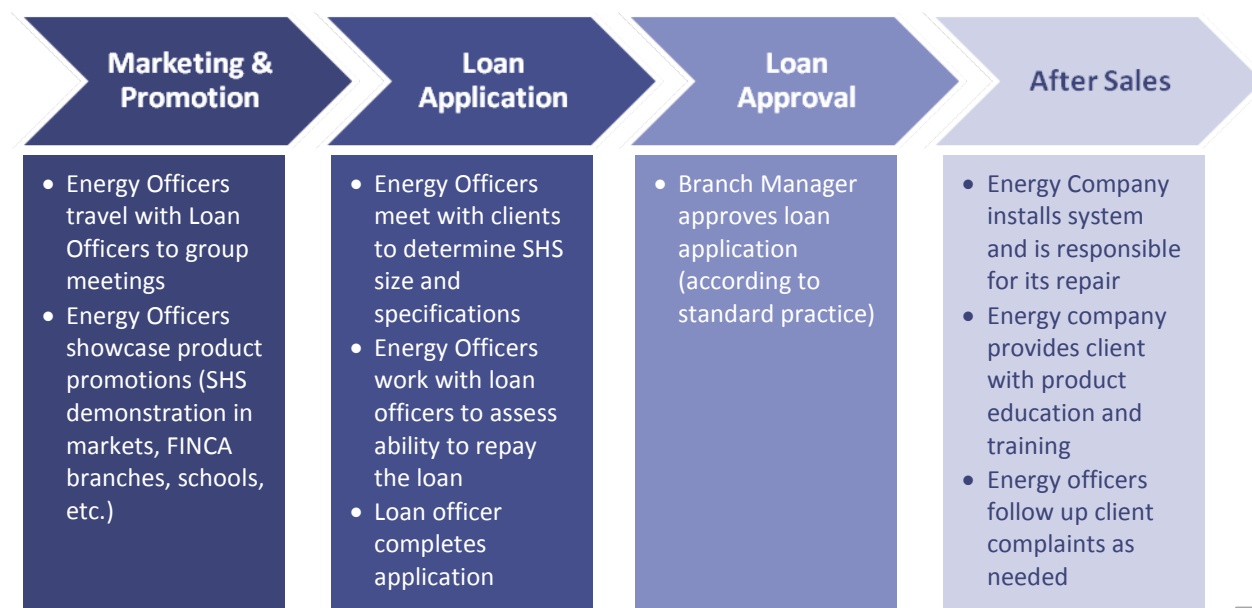 Marketing &
Promotion
• Energy Officers
travel with Loan
Officers to group
meetings
• Energy Officers
showcase product
promotions (SHS
demonstration in
markets, FINCA
branches, schools,
etc.)
Loan
Application
• Energy Officers
meet with clients
to determine SHS
size and
specifications
• Energy Officers
work with loan
officers to assess
ability to repay
the loan
• Loan officer
completes
application
Loan
Approval
• Branch Manager
approves loan
application
(according to
standard practice)
After Sales
• Energy Company
installs system
and is responsible
for its repair
• Energy company
provides client
with product
education and
training
• Energy officers
follow up client
complaints as
needed